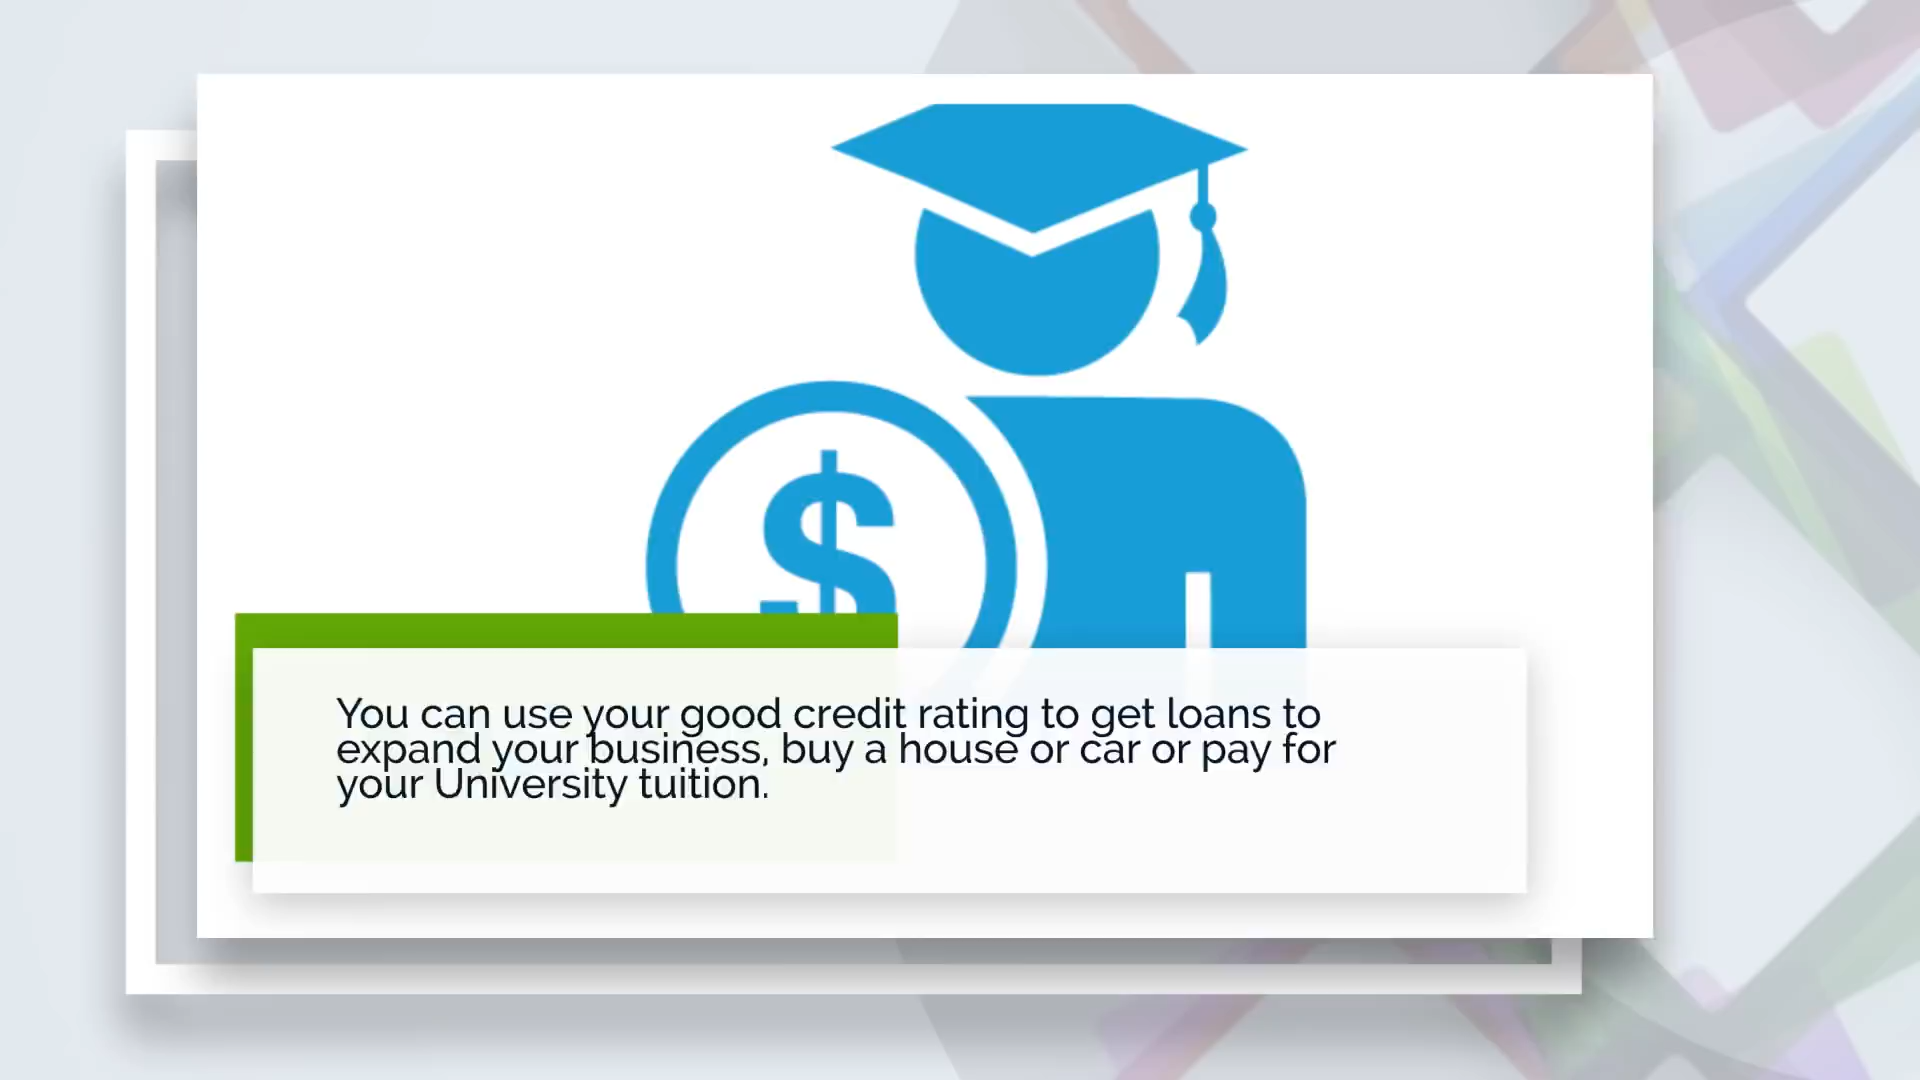 $
You can use your good credit rating to get loans to
expand your business, buy a house or car or pay for
your University tuition.